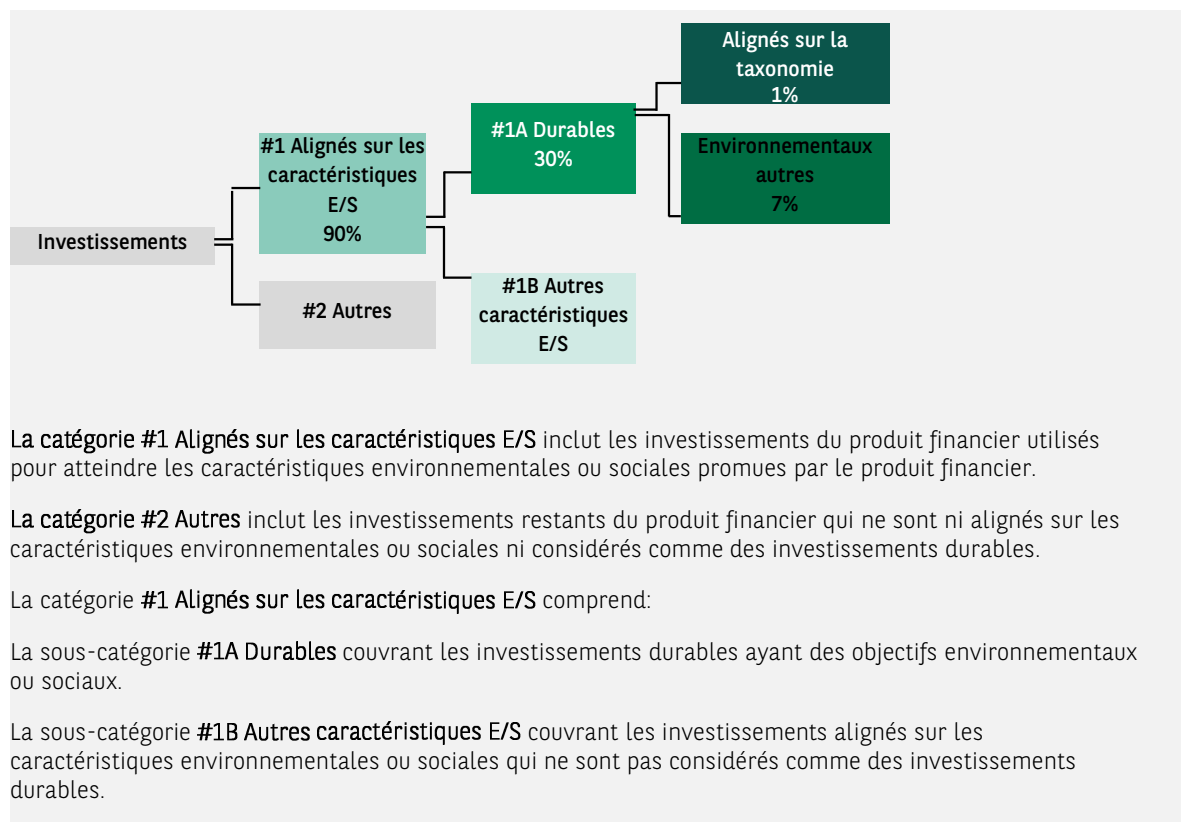 Alignés sur la
taxonomie
1%
#1A Durables
30%
#1 Alignés sur les
caractéristiques
E/S
90%
Environnementaux
autres
7%
Investissements
#2 Autres
#1B Autres
caractéristiques
E/S
La catégorie #1 Alignés sur les caractéristiques E/S inclut les investissements du produit financier utilisés
pour atteindre les caractéristiques environnementales ou sociales promues par le produit financier.
La catégorie #2 Autres inclut les investissements restants du produit financier qui ne sont ni alignés sur les
caractéristiques environnementales ou sociales ni considérés comme des investissements durables.
La catégorie #1 Alignés sur les caractéristiques E/S comprend:
La sous-catégorie #1A Durables couvrant les investissements durables ayant des objectifs environnementaux
ou sociaux.
La sous-catégorie #1B Autres caractéristiques E/S couvrant les investissements alignés sur les
caractéristiques environnementales ou sociales qui ne sont pas considérés comme des investissements
durables.